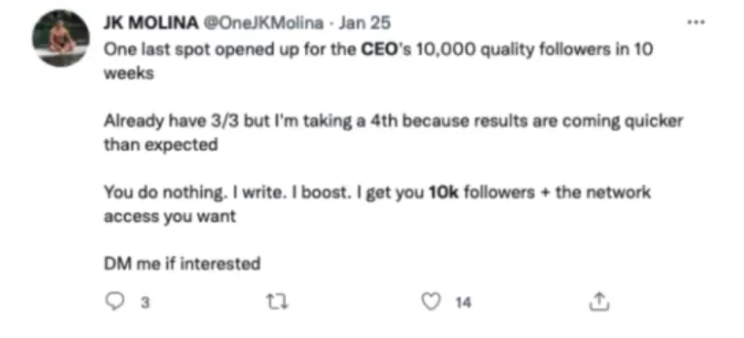 JK MOLINA @OneJKMolina · Jan 25
One last spot opened up for the CEO's 10,000 quality followers in 10
weeks
Already have 3/3 but I'm taking a 4th because results are coming quicker
than expected
You do nothing. I write. I boost. I get you 10k followers + the network
access you want
DM me if interested
3 14